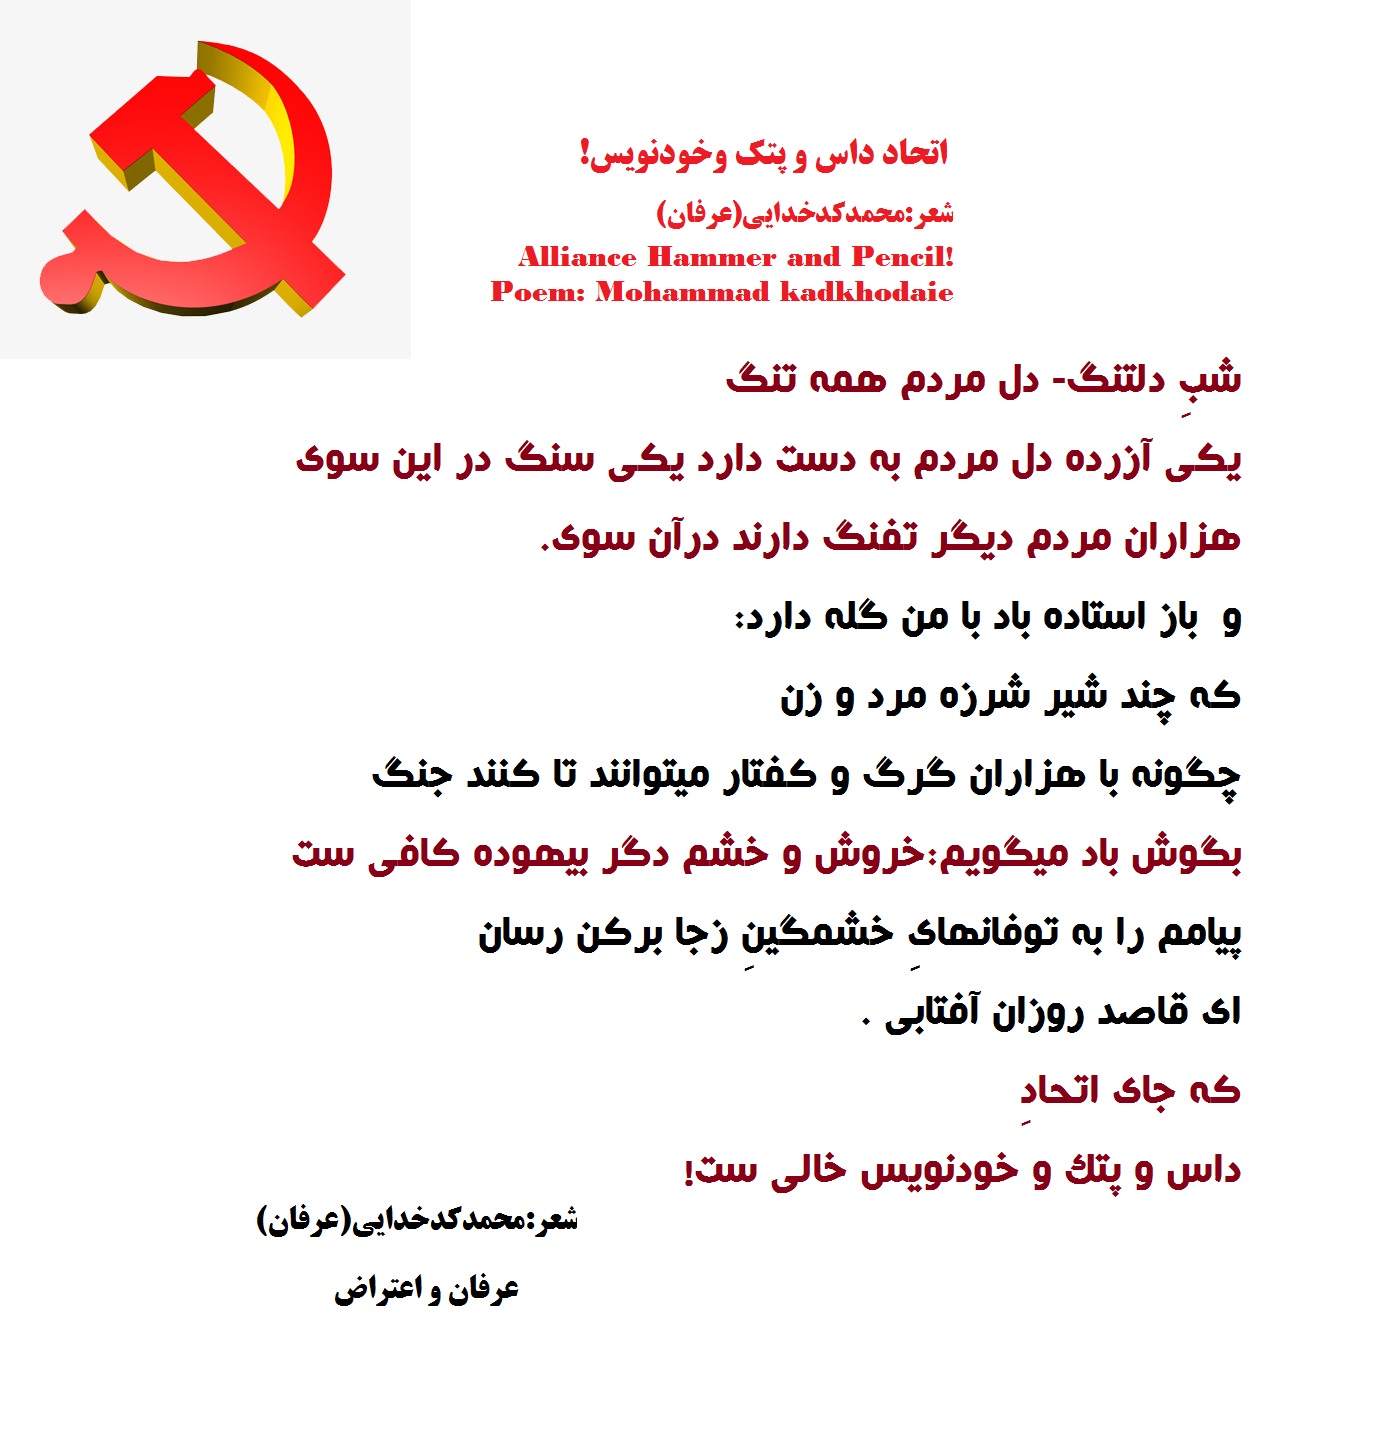 اتحاد داس و پتک وخودنویس!
شعر:محمدکدخدایی(عرفان)
Alliance Hammer and Pencil!
Poem: Mohammad kadkhodaie
شبِ دلتنگ- دل مردم همه تنگ
یکی آزرده دل مردم به دست دارد یکی سنگ در این سوی
هزاران مردم دیگر تفنگ دارند درآن سوی.
و باز استاده باد با من گله دارد:
که چند شیر شرزه مرد و زن
چگونه با هزاران گرگ و کفتار میتوانند تا کنند جنگ
بگوش باد میگویم:خروش و خشم دگر بیهوده کافی ست
پیامم را به توفانهایِ خشمگینِ زجا برکن رسان
ای قاصد روزان آفتابی .
که جای اتحادِ
داس و پتك و خودنویس خالی ست!
شعر:محمدکدخدایی(عرفان)
عرفان و اعتراض